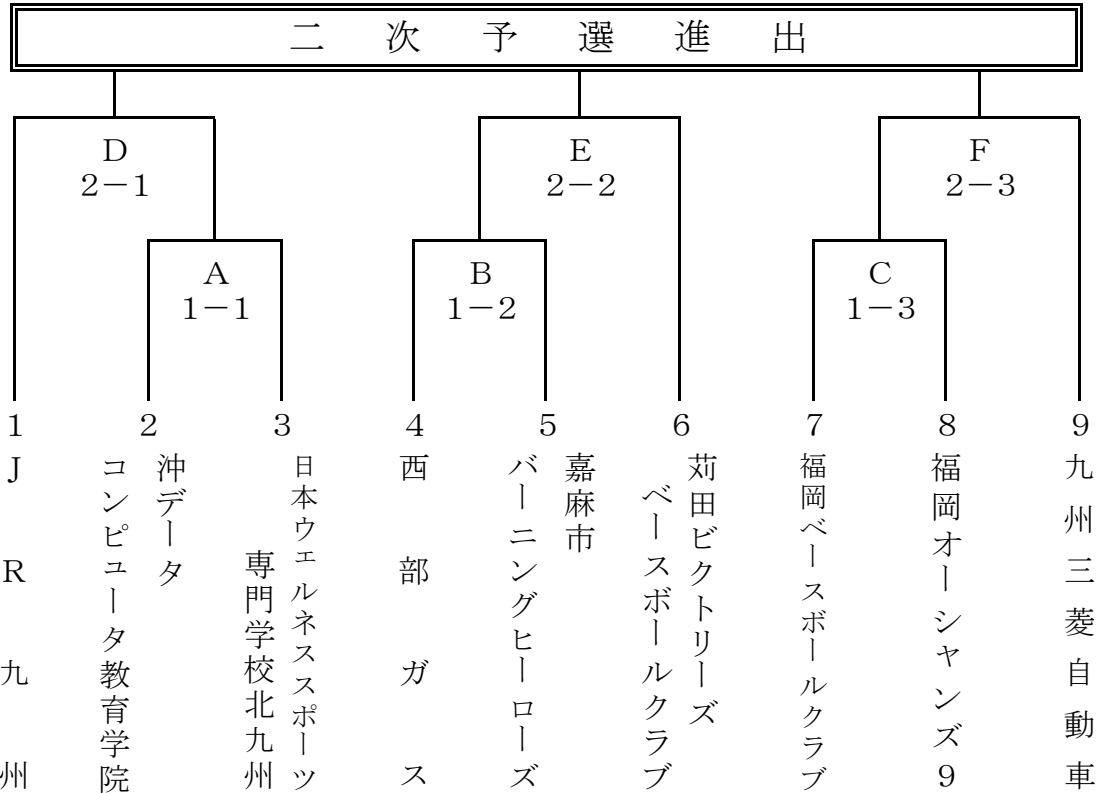 二次予選進出
D
2－1
E
2－2
F
2－3
A
1－1
B
1－2
C
1－3
1
2
3
4
5
6
7
8
9
JR九州
沖データ
コンピュータ教育学院
日本ウェルネススポーツ
専門学校北九州
西部ガス
嘉麻市
バーニングヒーローズ
苅田ビクトリーズ
ベースボールクラブ
福岡ベースボールクラブ
福岡オーシャンズ9
九州三菱自動車